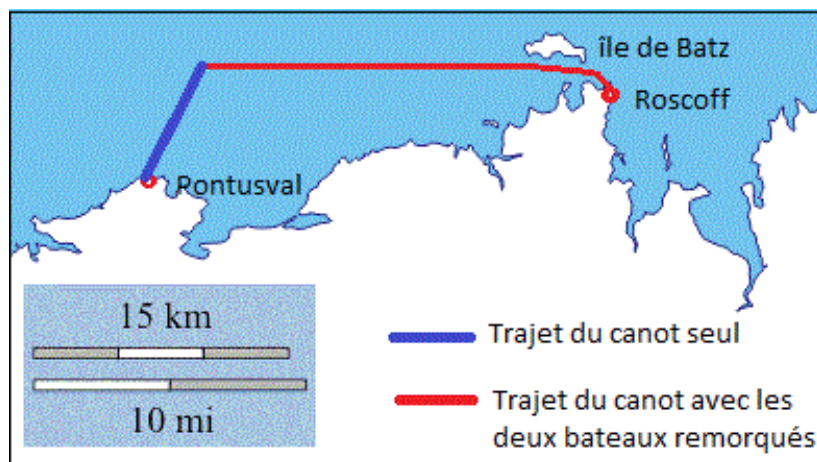 île de Batz
Roscoff
Pontusval
15 km
10 mi
Trajet du canot seul
Trajet du canot avec les
deux bateaux remorqués